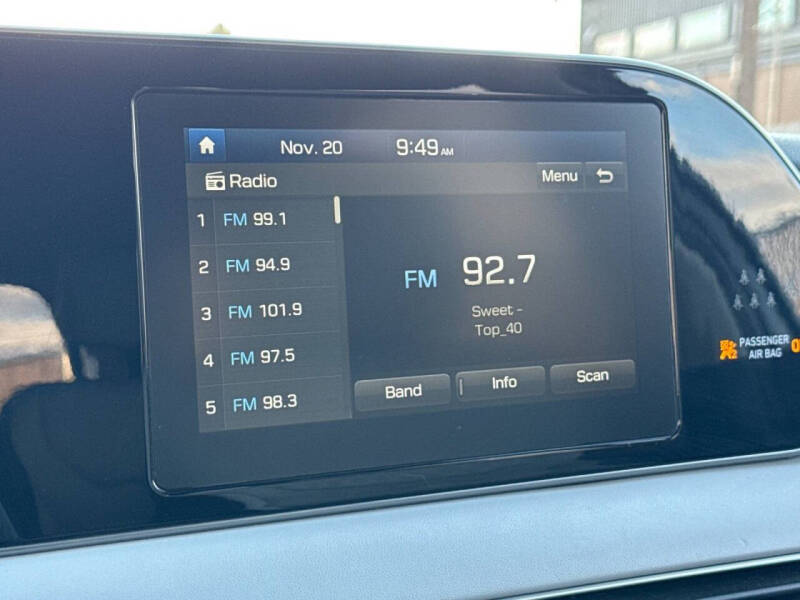 Nov. 20 9:49 AM
Radio Menu
1 FM 99.1
2 FM 94.9
3 FM 101.9
4 FM 97.5
5 FM 98.3
FM 92.7
Sweet -
Top_40
Band Info Scan
PASSENGER
AIR BAG